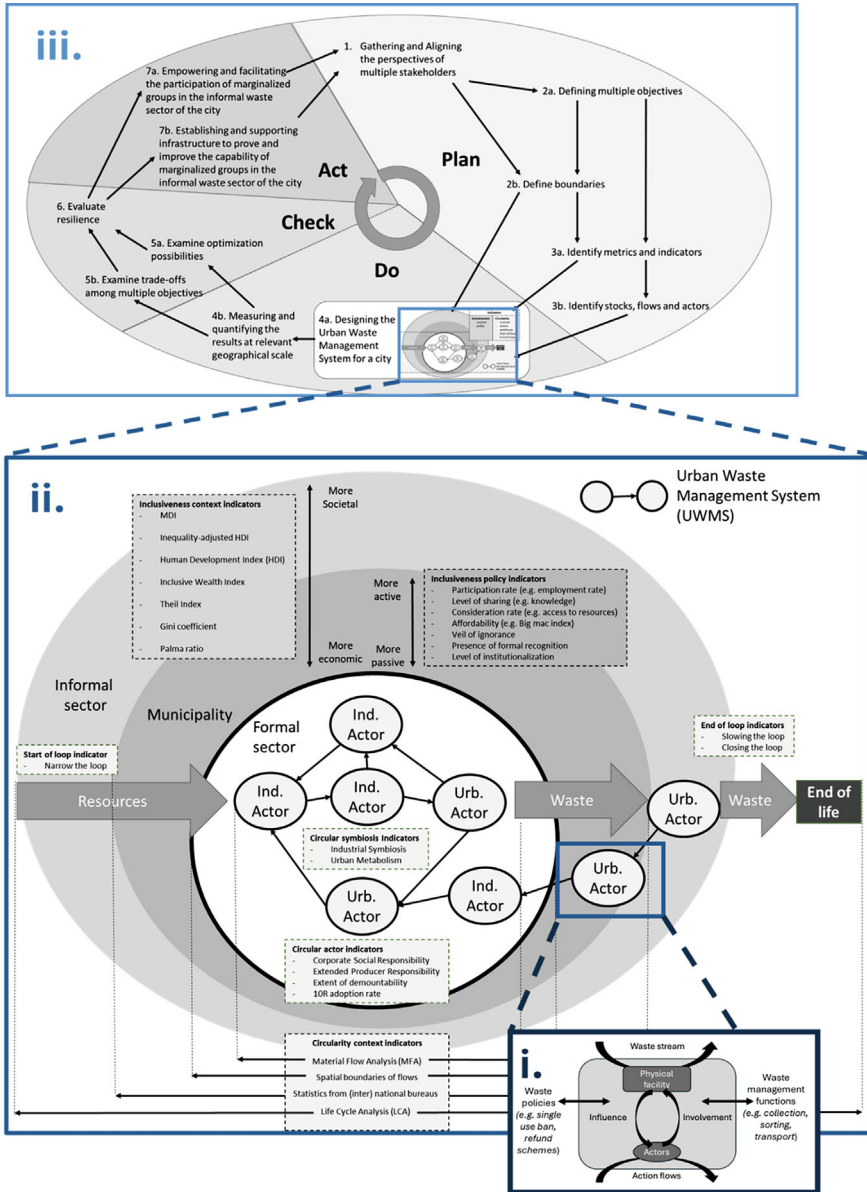 iii.
7a. Empowering and facilitating
the participation of marginalized
groups in the informal waste
sector of the city
1. Gathering and Aligning
the perspectives of
multiple stakeholders
2a. Defining multiple objectives
7b. Establishing and supporting
infrastructure to prove and
improve the capability of
marginalized groups in the
informal waste sector of the city
Act
Plan
2b. Define boundaries
6. Evaluate
resilience
Check
5a. Examine optimization
possibilities
3a. Identify metrics and indicators
Do
5b. Examine trade-offs
among multiple objectives
3b. Identify stocks, flows and actors
4b. Measuring and
quantifying the
results at relevant
geographical scale
4a. Designing the
Urban Waste
Management
System for a city
ii.
More
Societal
Urban Waste
Management System
(UWMS)
Inclusiveness context indicators
- MDI
- Inequality-adjusted HDI
- Human Development Index (HDI)
- Inclusive Wealth Index
- Theil Index
- Gini coefficient
- Palma ratio
More
active
Inclusiveness policy indicators
- Participation rate (e.g. employment rate)
- Level of sharing (e.g. knowledge)
- Consideration rate (e.g. access to resources)
- Affordability (e.g. Big mac index)
- Veil of ignorance
- Presence of formal recognition
- Level of institutionalization
More
economic
More
passive
Informal
sector
Municipality
Formal
sector
Ind.
Actor
End of loop indicators
- Slowing the loop
- Closing the loop
Start of loop indicator
- Narrow the loop
Resources
Ind.
Actor
Ind.
Actor
Urb.
Actor
Waste
Urb.
Actor
Waste
End of
life
Circular symbiosis Indicators
- Industrial Symbiosis
- Urban Metabolism
Urb.
Actor
Ind.
Actor
Urb.
Actor
Circular actor indicators
- Corporate Social Responsibility
- Extended Producer Responsibility
- Extent of demountability
- 10R adoption rate
Circularity context indicators
Material Flow Analysis (MFA)
Spatial boundaries of flows
Statistics from (inter) national bureaus
Life Cycle Analysis (LCA)
i.
Waste stream
Physical
facility
Waste
policies
(e.g. single
use ban,
refund
schemes)
Influence
Involvement
Waste
management
functions
(e.g. collection,
sorting,
transport)
Actors
Action flows